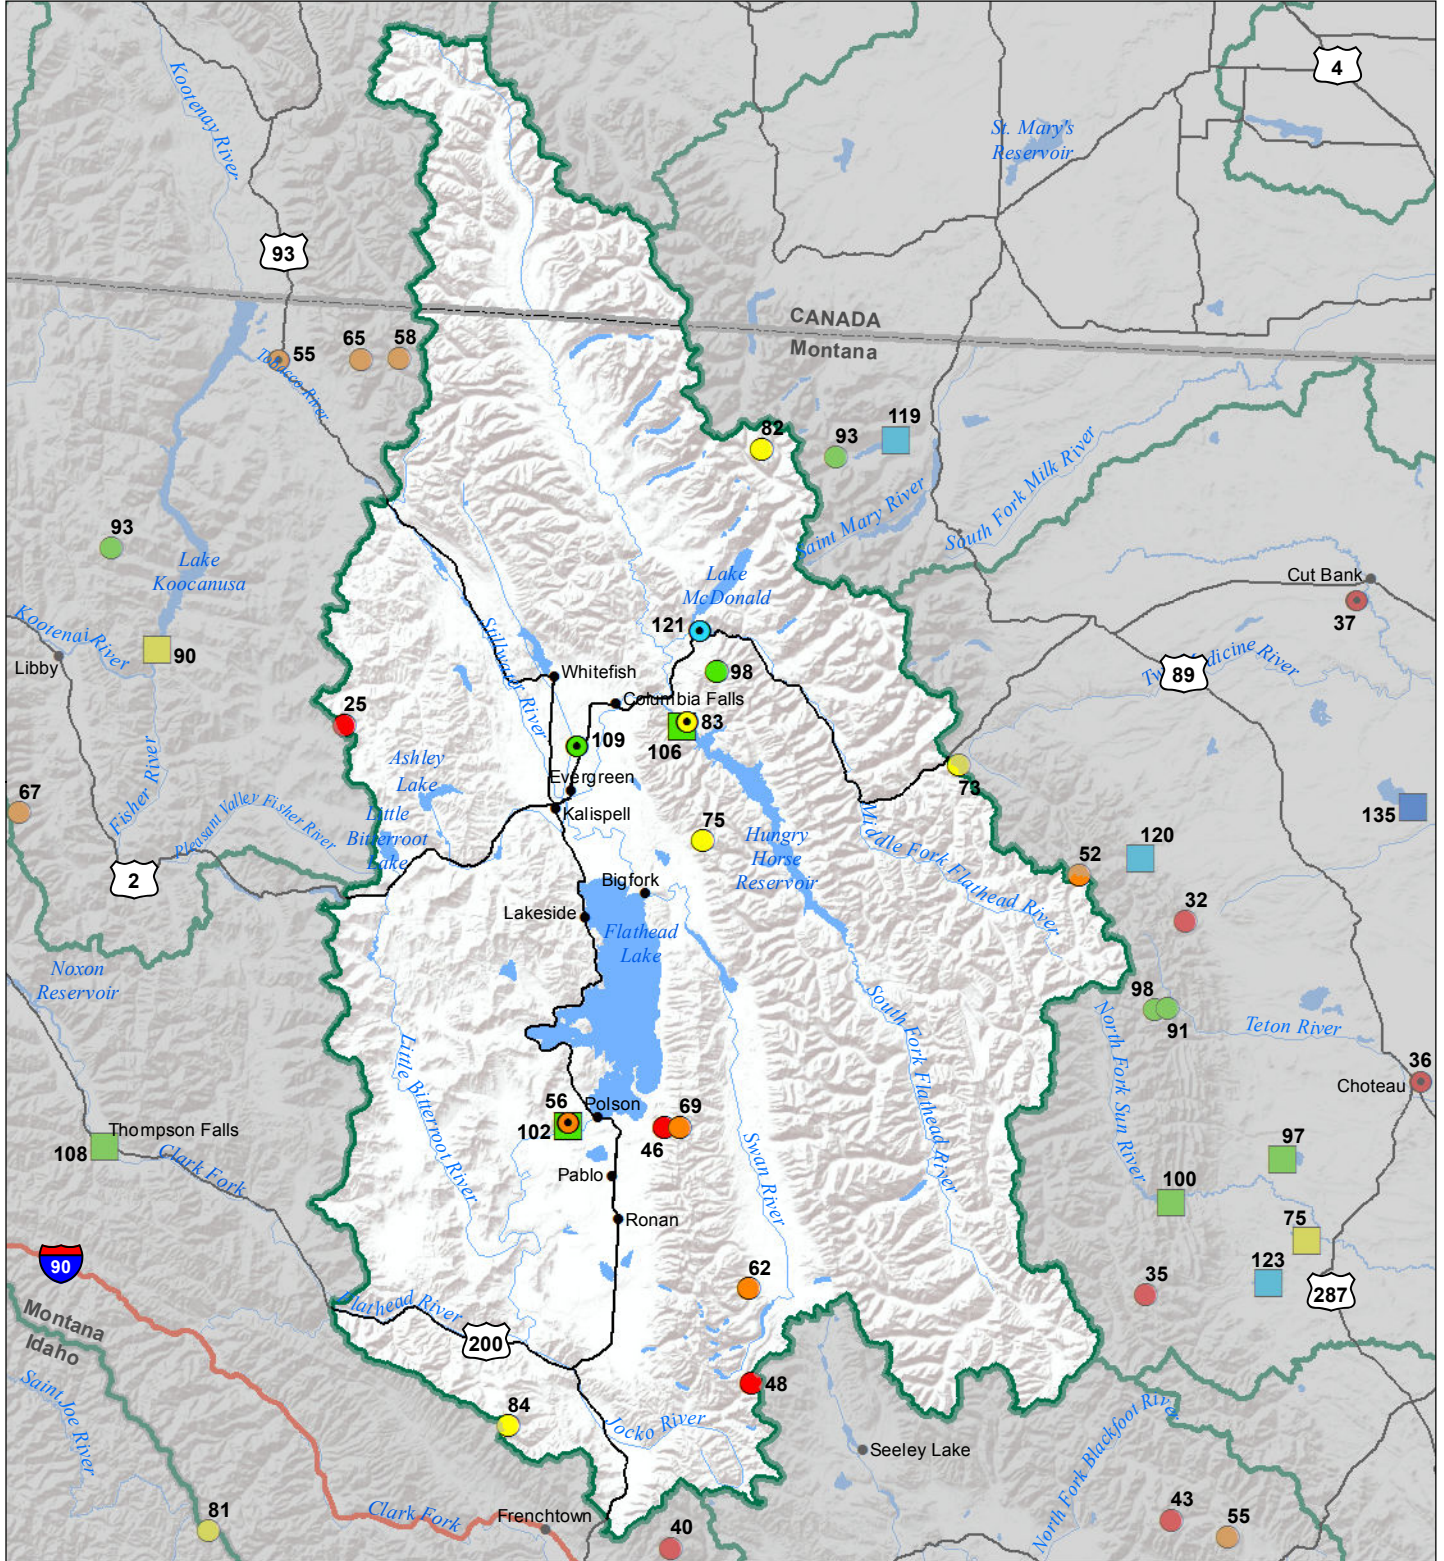 4
Kootenay River
St. Mary's
Reservoir
93
CANADA
Montana
55
65
58
Tobacco River
82
93
119
South Fork Milk River
Saint Mary River
93
Lake
Koocanusa
Lake
McDonald
Cut Bank
37
Kootenai River
Libby
90
121
Stillwater River
Whitefish
98
Columbia Falls
89
25
83
106
109
Fisher River
Ashley
Lake
Evergreen
Kalispell
73
67
Pleasant Valley Fisher River
Little
Bitterroot
Lake
75
Hungry
Horse
Reservoir
Middle Fork Flathead River
135
120
52
2
Bigfork
32
Lakeside
Flathead
Lake
Noxon
Reservoir
98
91
Teton River
South Fork Flathead River
North Fork Sun River
Little Bitterroot River
36
Choteau
56
102
Polson
69
46
Thompson Falls
108
Clark Fork
Swan River
97
Pablo
100
Ronan
75
90
62
35
123
287
Flathead River
200
Montana
Idaho
48
Saint Joe River
84
Jocko River
North Fork Blackfoot River
Seeley Lake
81
Clark Fork
Frenchtown
40
43
55